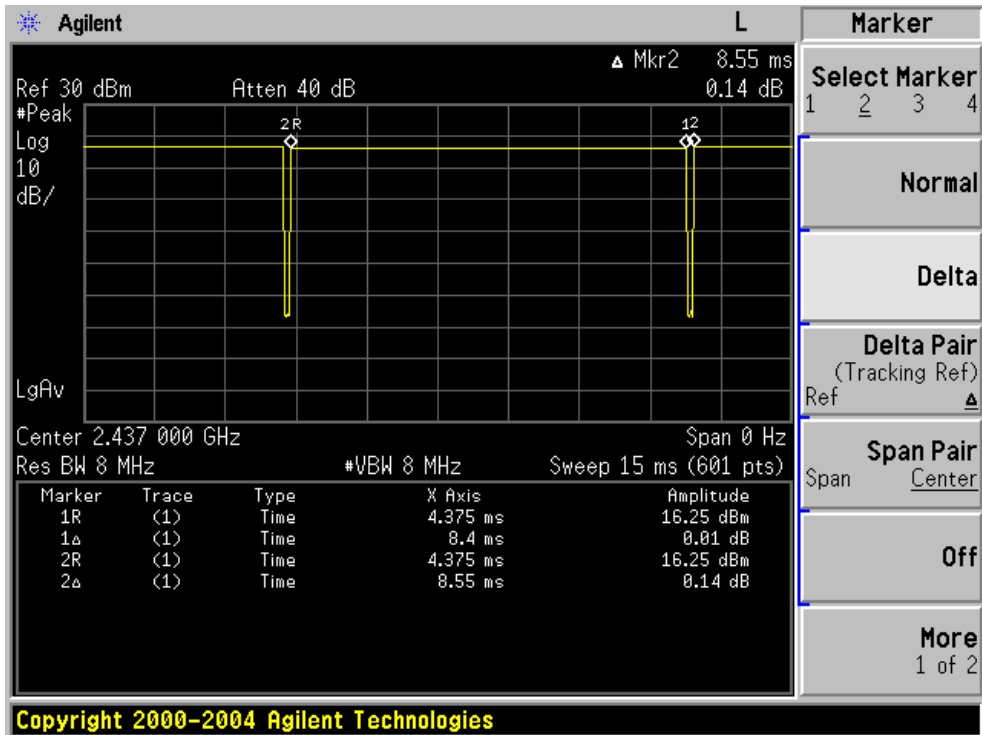 Agilent L
Δ Mkr2 8.55 ms
Ref 30 dBm Atten 40 dB 0.14 dB
#Peak
Log
10
dB/
2R 1 2
LgAv
Center 2.437 000 GHz Span 0 Hz
Res BW 8 MHz #VBW 8 MHz Sweep 15 ms (601 pts)
Marker Trace Type X Axis Amplitude
1R (1) Time 4.375 ms 16.25 dBm
1Δ (1) Time 8.4 ms 0.01 dB
2R (1) Time 4.375 ms 16.25 dBm
2Δ (1) Time 8.55 ms 0.14 dB
Copyright 2000-2004 Agilent Technologies
Marker
Select Marker
1 2 3 4
Normal
Delta
Delta Pair
(Tracking Ref)
Ref Δ
Span Pair
Span Center
Off
More
1 of 2